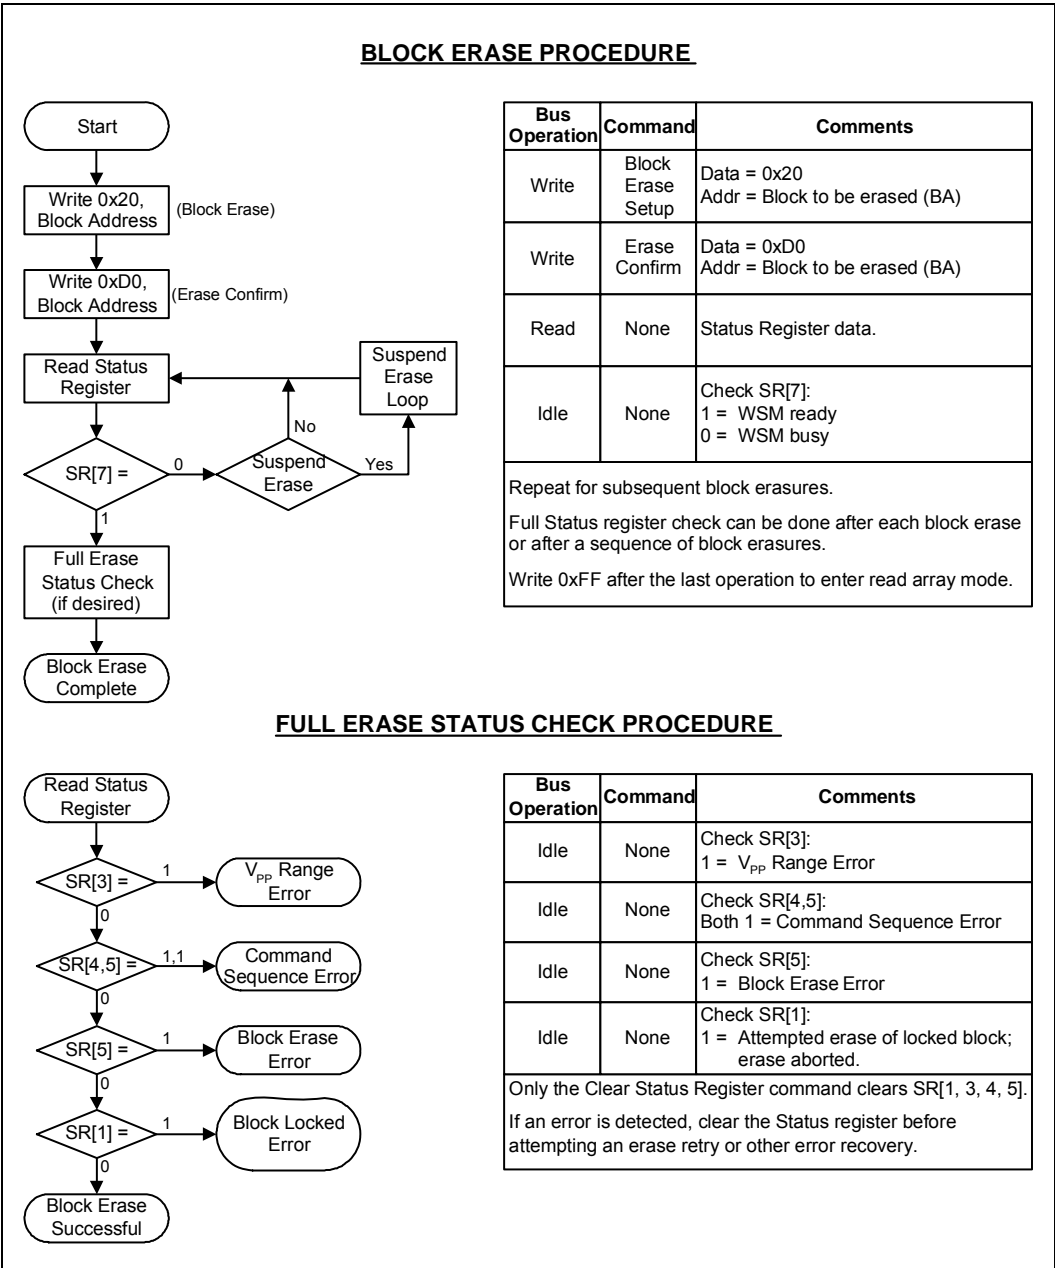 BLOCK ERASE PROCEDURE
Start
Write 0x20,
Block Address
(Block Erase)
Write 0xD0,
Block Address
(Erase Confirm)
Read Status
Register
Suspend
Erase
Loop
No
SR[7] =
0
Suspend
Erase
Yes
1
Full Erase
Status Check
(if desired)
Block Erase
Complete
Bus
Operation
Command
Comments
Write
Block
Erase
Setup
Data = 0x20
Addr = Block to be erased (BA)
Write
Erase
Confirm
Data = 0xD0
Addr = Block to be erased (BA)
Read
None
Status Register data.
Idle
None
Check SR[7]:
1 = WSM ready
0 = WSM busy
Repeat for subsequent block erasures.
Full Status register check can be done after each block erase
or after a sequence of block erasures.
Write 0xFF after the last operation to enter read array mode.
FULL ERASE STATUS CHECK PROCEDURE
Read Status
Register
SR[3] =
1
VPP Range
Error
0
SR[4,5] =
1,1
Command
Sequence Error
0
SR[5] =
1
Block Erase
Error
0
SR[1] =
1
Block Locked
Error
0
Block Erase
Successful
Bus
Operation
Command
Comments
Idle
None
Check SR[3]:
1 = VPP Range Error
Idle
None
Check SR[4,5]:
Both 1 = Command Sequence Error
Idle
None
Check SR[5]:
1 = Block Erase Error
Idle
None
Check SR[1]:
1 = Attempted erase of locked block;
erase aborted.
Only the Clear Status Register command clears SR[1, 3, 4, 5].
If an error is detected, clear the Status register before
attempting an erase retry or other error recovery.